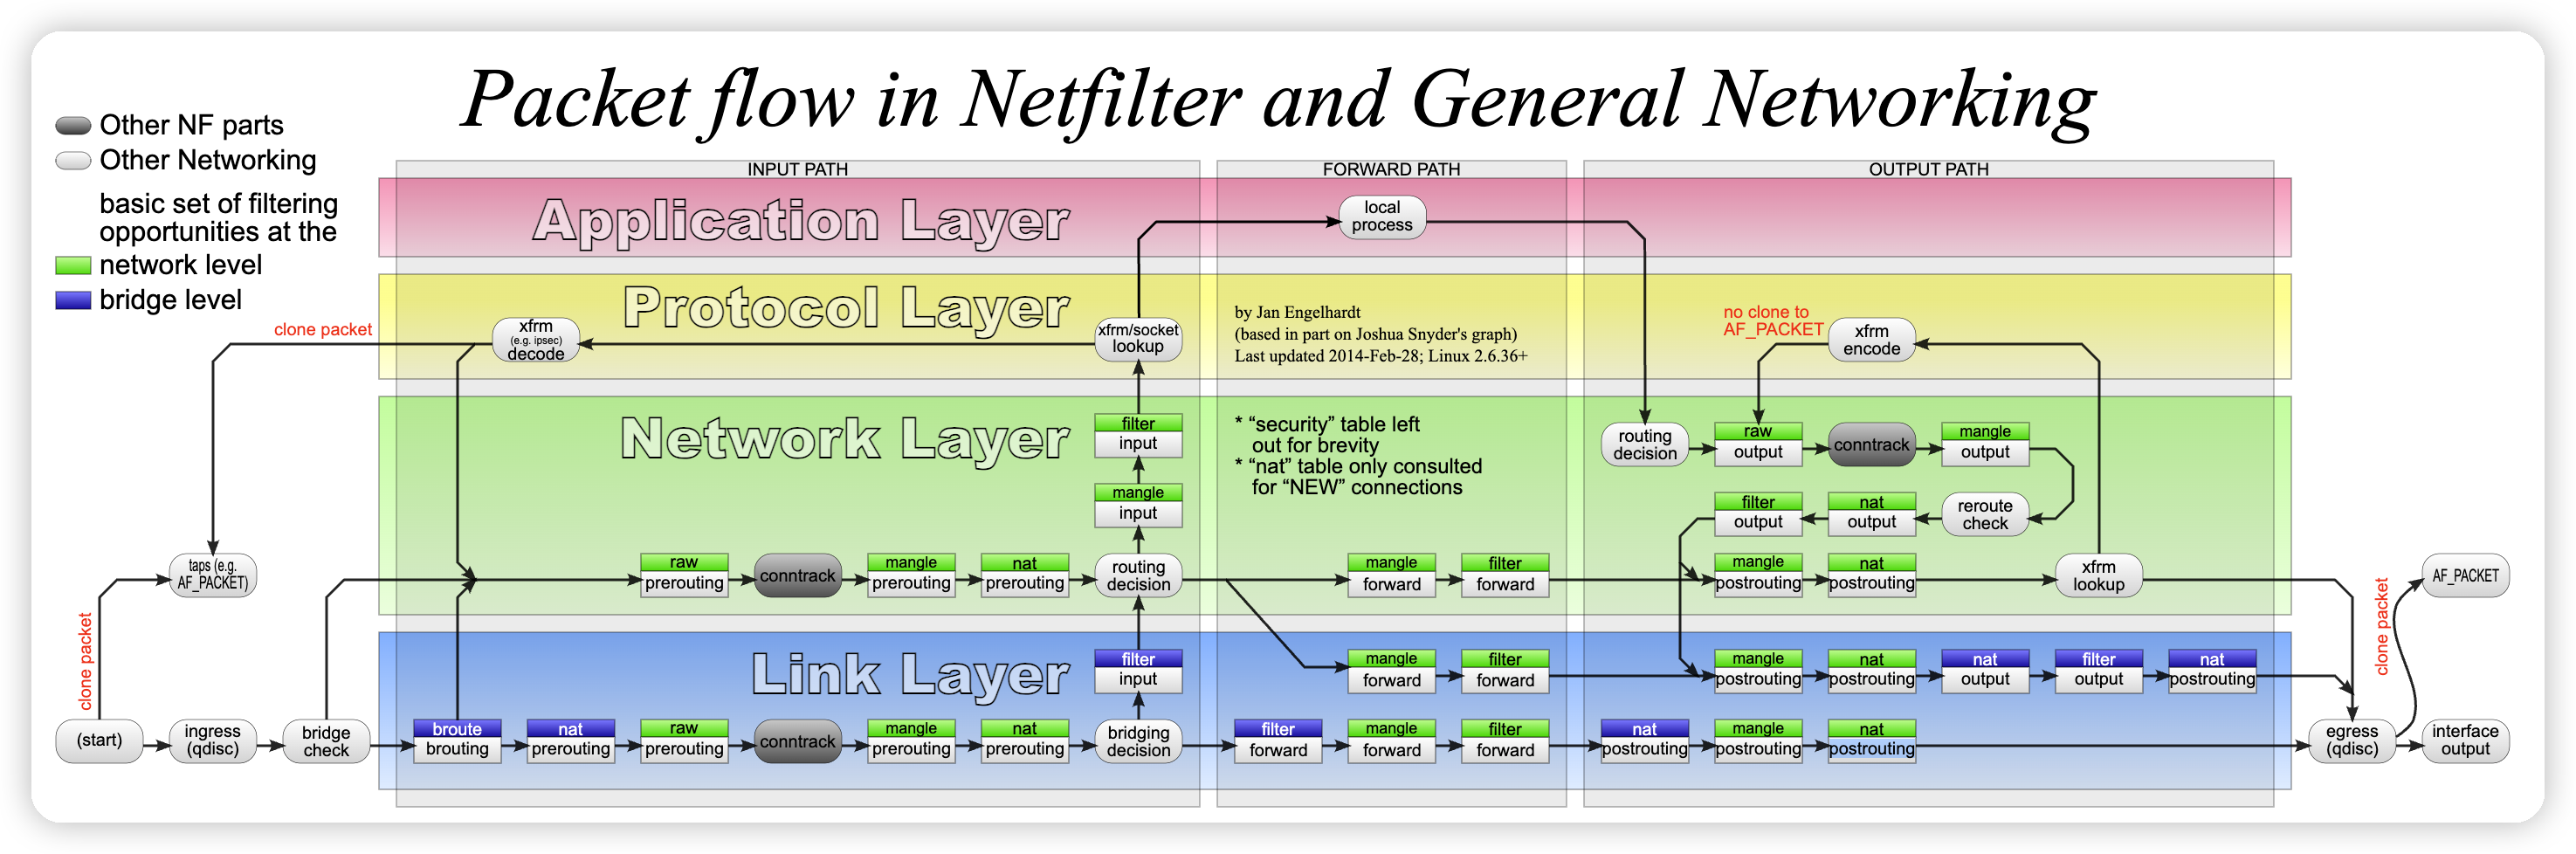 Packet flow in Netfilter and General Networking
Other NF parts
Other Networking
basic set of filtering
opportunities at the
network level
bridge level
INPUT PATH
FORWARD PATH
OUTPUT PATH
Application Layer
local
process
Protocol Layer
clone packet
xfrm
(e.g. ipsec)
decode
xfrm/socket
lookup
by Jan Engelhardt
(based in part on Joshua Snyder's graph)
Last updated 2014-Feb-28; Linux 2.6.36+
no clone to
AF_PACKET
xfrm
encode
Network Layer
filter
input
mangle
input
* “security” table left
out for brevity
* “nat” table only consulted
for “NEW” connections
routing
decision
raw
output
conntrack
mangle
output
filter
output
nat
output
reroute
check
taps (e.g.
AF_PACKET)
raw
prerouting
conntrack
mangle
prerouting
nat
prerouting
routing
decision
mangle
forward
filter
forward
mangle
postrouting
nat
postrouting
xfrm
lookup
AF_PACKET
clone packet
clone packet
Link Layer
filter
input
mangle
forward
filter
forward
mangle
postrouting
nat
postrouting
nat
output
filter
output
nat
postrouting
(start)
ingress
(qdisc)
bridge
check
broute
brouting
nat
prerouting
raw
prerouting
conntrack
mangle
prerouting
nat
prerouting
bridging
decision
filter
forward
mangle
forward
filter
forward
nat
postrouting
mangle
postrouting
nat
postrouting
egress
(qdisc)
interface
output